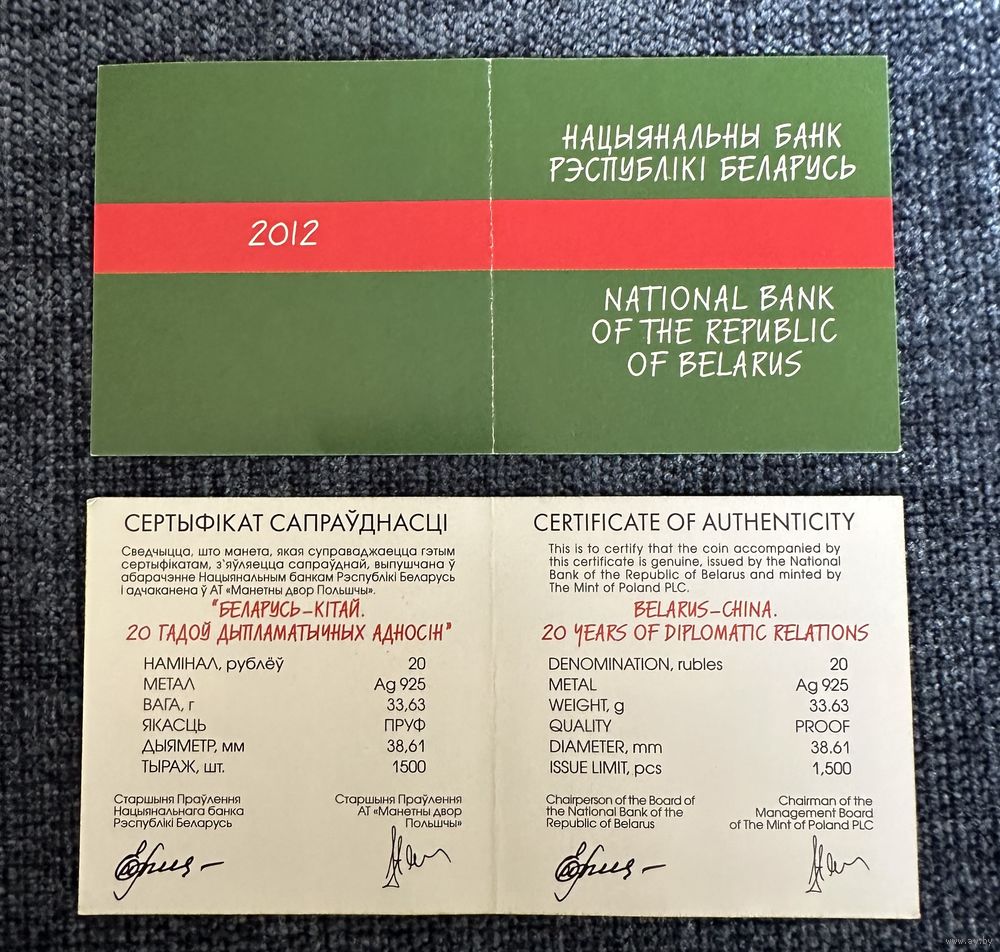 НАЦЫЯНАЛЬНЫ БАНК
РЭСПУБЛІКІ БЕЛАРУСЬ
2012
NATIONAL BANK
OF THE REPUBLIC
OF BELARUS
СЕРТЫФІКАТ САПРАЎДНАСЦІ
Сведчыцца, што манета, якая суправаджаецца гэтым
сертыфікатам, з`яўляецца сапраўднай, выпушчана ў
абарачэнне Нацыянальным банкам Рэспублікі Беларусь
і адчаканена ў АТ «Манетны двор Польшчы».
"БЕЛАРУСЬ–КІТАЙ.
20 ГАДОЎ ДЫПЛАМАТЫЧНЫХ АДНОСІН"
НАМІНАЛ, рублёў 20
МЕТАЛ Ag 925
ВАГА, г 33,63
ЯКАСЦЬ ПРУФ
ДЫЯМЕТР, мм 38,61
ТЫРАЖ, шт. 1500
Старшыня Праўлення
Нацыянальнага банка
Рэспублікі Беларусь
Старшыня Праўлення
АТ «Манетны двор
Польшчы»
CERTIFICATE OF AUTHENTICITY
This is to certify that the coin accompanied by
this certificate is genuine, issued by the National
Bank of the Republic of Belarus and minted by
The Mint of Poland PLC.
BELARUS–CHINA.
20 YEARS OF DIPLOMATIC RELATIONS
DENOMINATION, rubles 20
METAL Ag 925
WEIGHT, g 33.63
QUALITY PROOF
DIAMETER, mm 38.61
ISSUE LIMIT, pcs 1,500
Chairperson of the Board of
the National Bank of the
Republic of Belarus
Chairman of the
Management Board
of The Mint of Poland PLC
www.ay.by